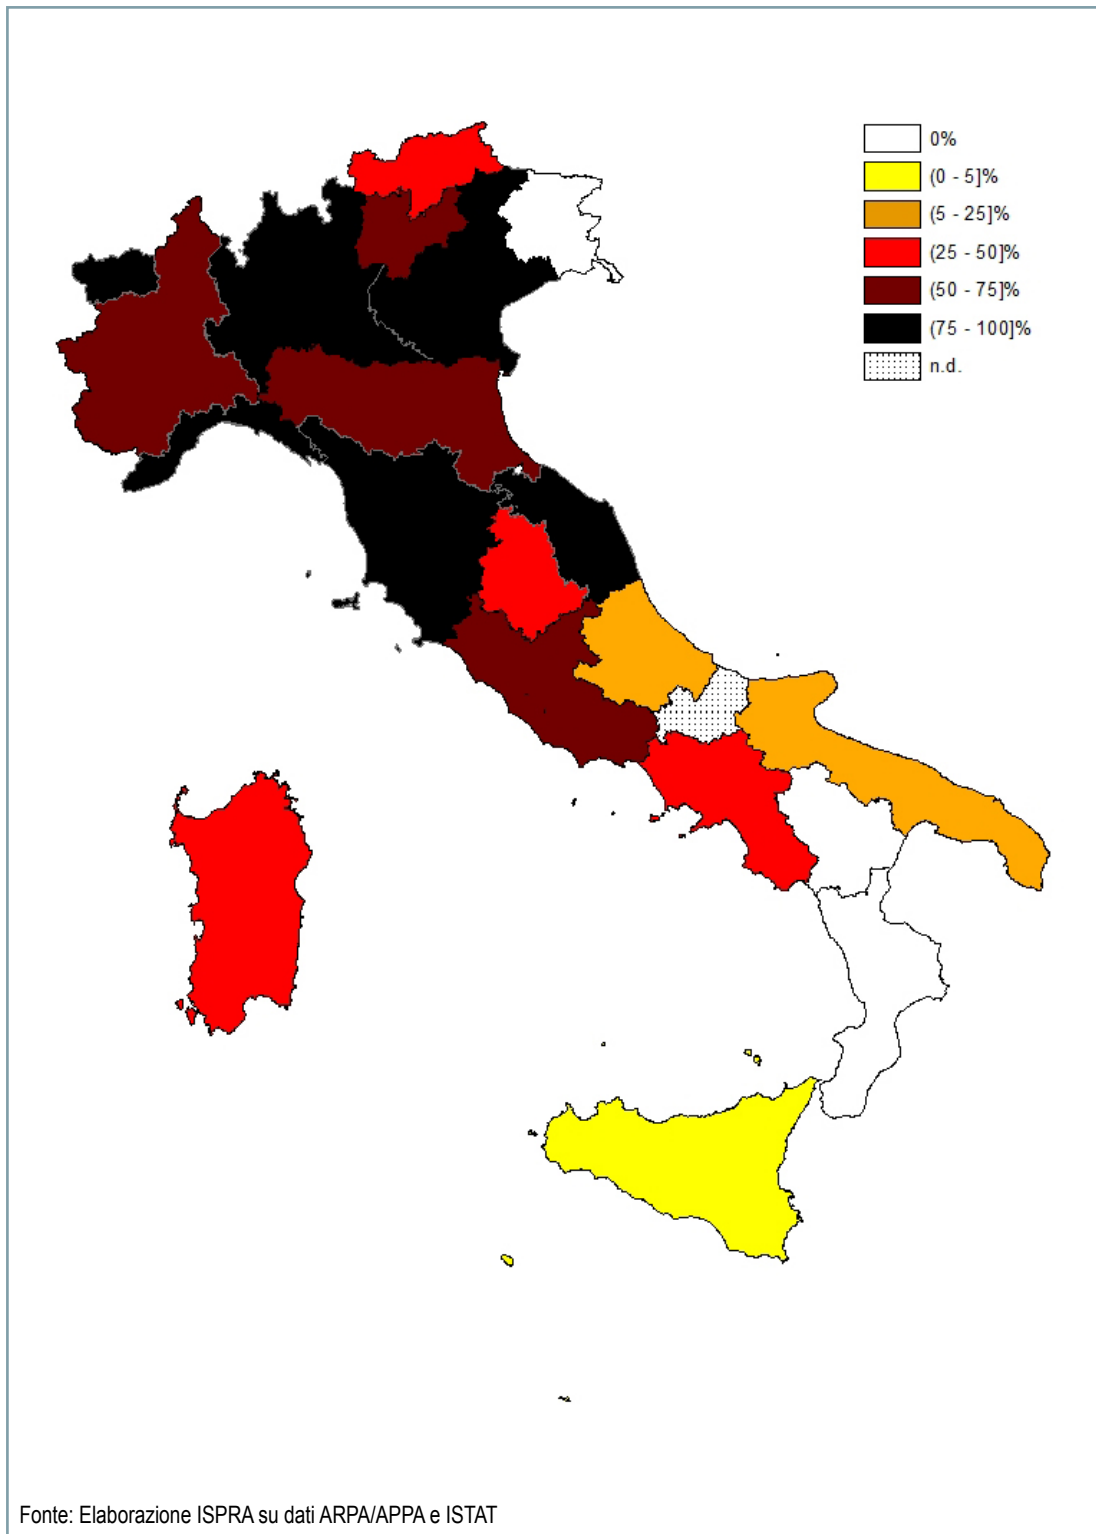 0%
(0 - 5]%
(5 - 25]%
(25 - 50]%
(50 - 75]%
(75 - 100]%
n.d.
Fonte: Elaborazione ISPRA su dati ARPA/APPA e ISTAT